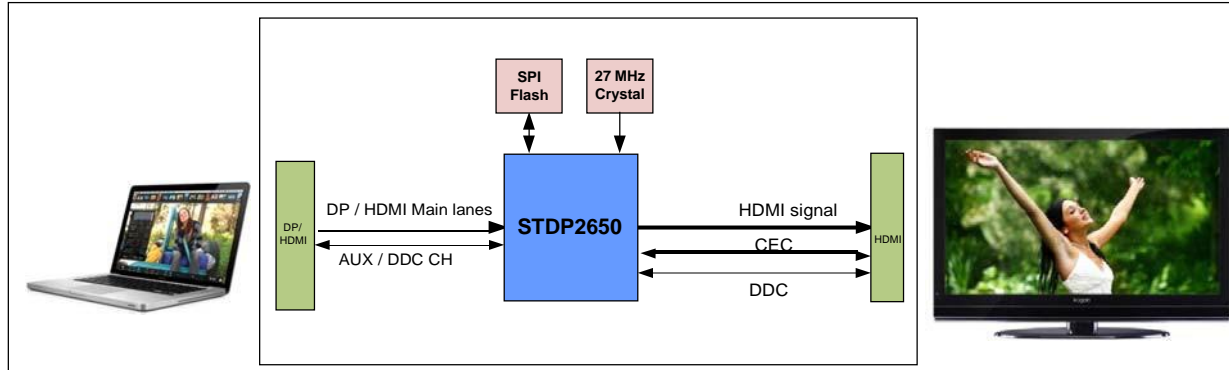 SPI
Flash
27 MHz
Crystal
DP/
HDMI
DP / HDMI Main lanes
AUX / DDC CH
STDP2650
HDMI signal
CEC
DDC
HDMI